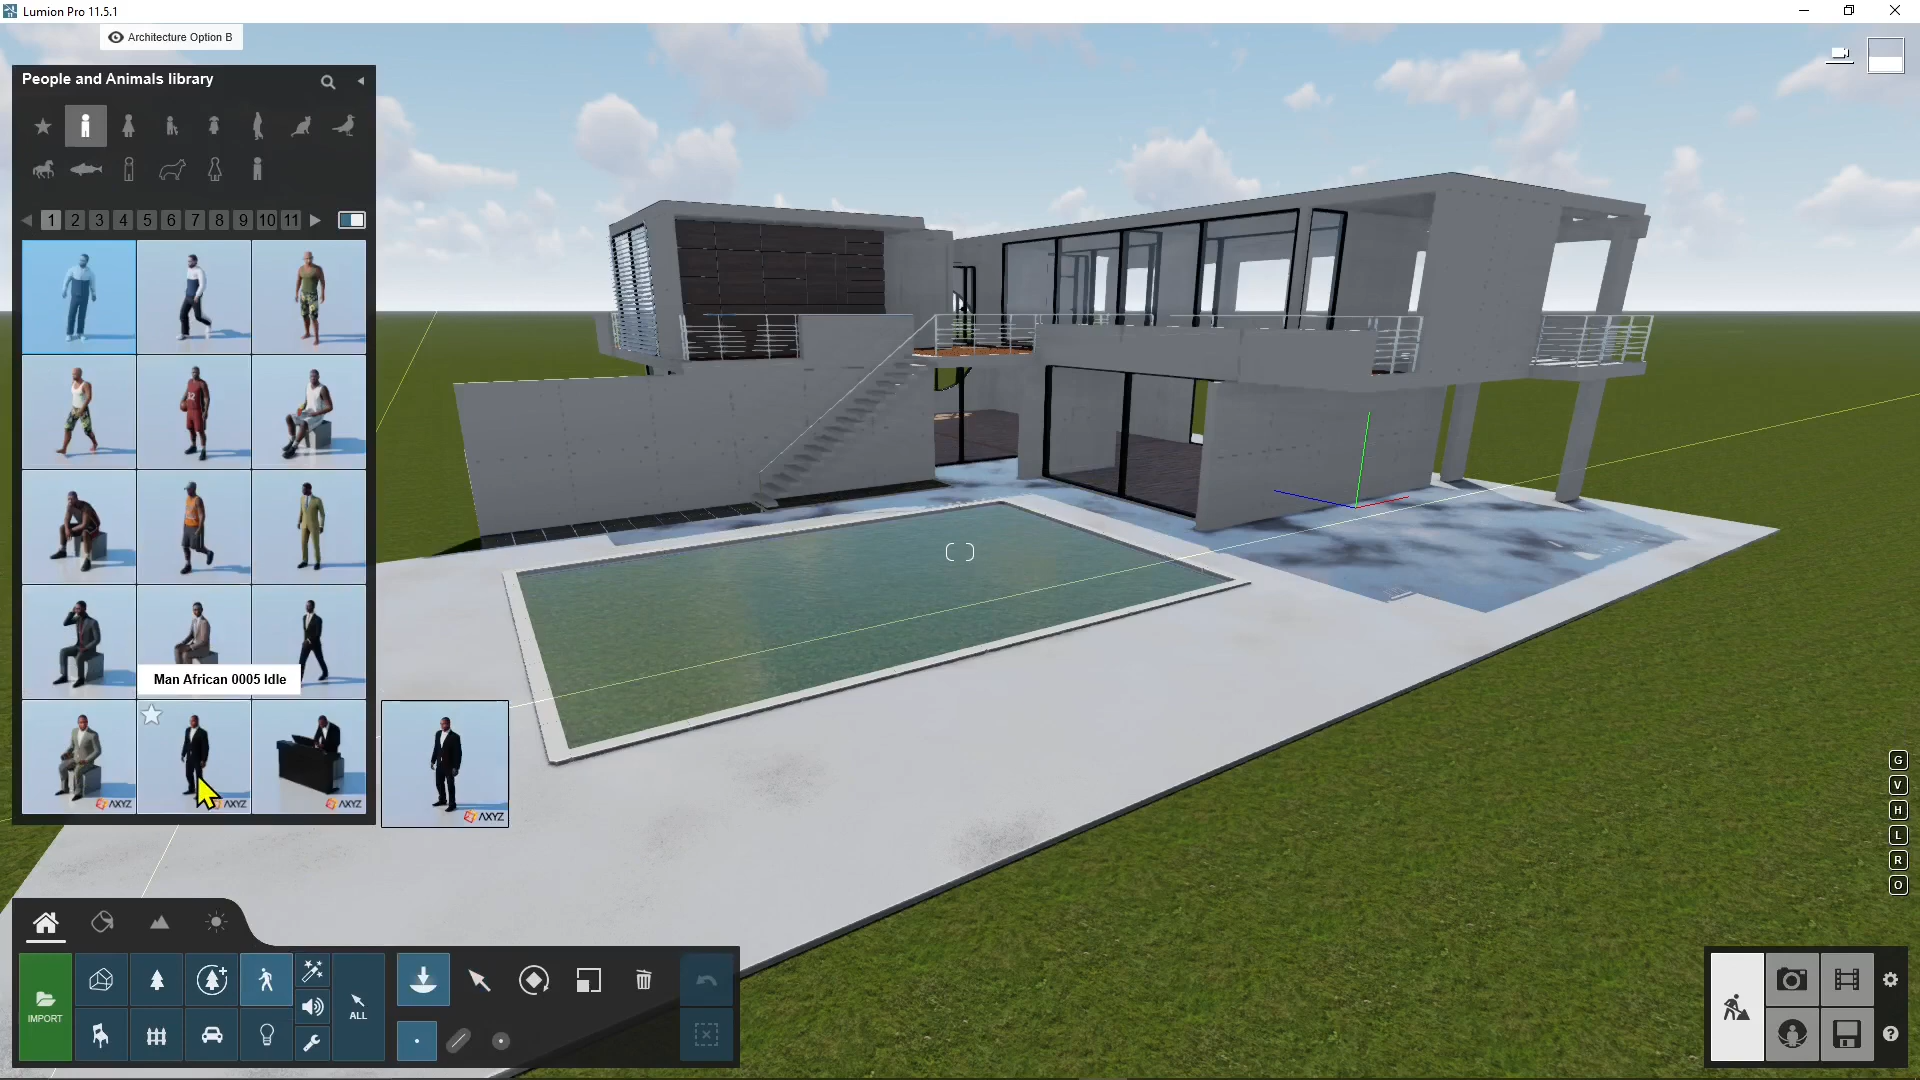 Lumion Pro 11.5.1
Architecture Option B
People and Animals library
1 2 3 4 5 6 7 8 9 10 11
12
Man African 0005 Idle
AXYZ AXYZ AXYZ
AXYZ
G
V
H
L
R
O
IMPORT
ALL
?